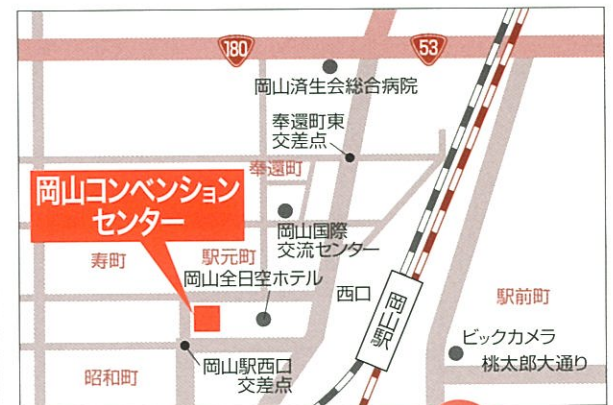 180
53
岡山済生会総合病院
奉還町東
交差点
奉還町
岡山コンベンション
センター
岡山国際
交流センター
寿町
駅元町
岡山全日空ホテル
西口
岡山駅
駅前町
ビックカメラ
桃太郎大通り
岡山駅西口
交差点
昭和町